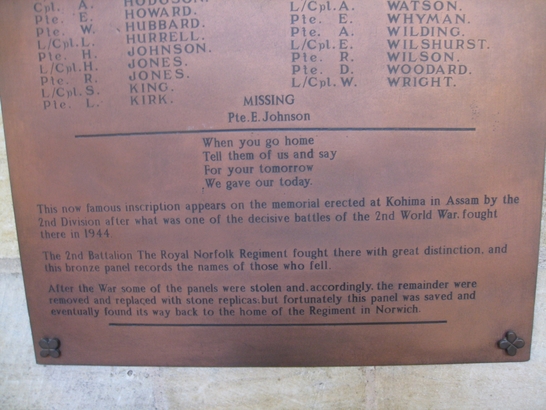 Cpl. A. HODGSON. L/Cpl. A. WATSON.
Pte. E. HOWARD. Pte. E. WHYMAN.
Pte. W. HUBBARD. Pte. A. WILDING.
L/Cpl. L. HURRELL. L/Cpl. E. WILSHURST.
Pte. H. JOHNSON. Pte. R. WILSON.
L/Cpl. H. JONES. Pte. D. WOODARD.
Pte. R. JONES. L/Cpl. W. WRIGHT.
L/Cpl. S. KING.
Pte. L. KIRK.
MISSING
Pte. E. Johnson
When you go home
Tell them of us and say
For your tomorrow
We gave our today.
This now famous inscription appears on the memorial erected at Kohima in Assam by the
2nd Division after what was one of the decisive battles of the 2nd World War, fought
there in 1944.
The 2nd Battalion The Royal Norfolk Regiment fought there with great distinction, and
this bronze panel records the names of those who fell.
After the War some of the panels were stolen and, accordingly, the remainder were
removed and replaced with stone replicas, but fortunately this panel was saved and
eventually found its way back to the home of the Regiment in Norwich.